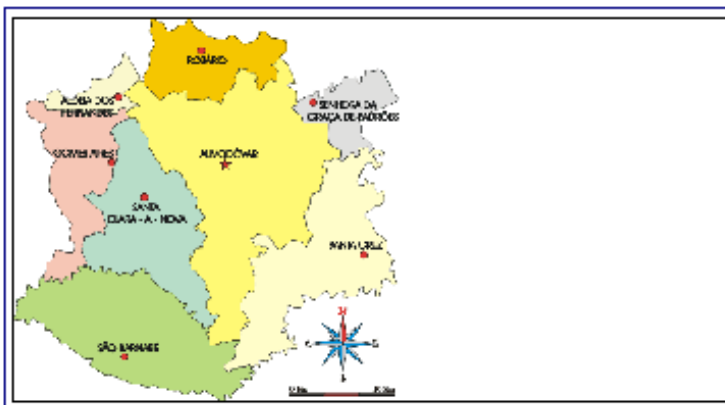 ROSÁRIO
ALDEIA DOS
FERNANDES
SENHORA DA
GRAÇA DE PADRÕES
GOMES AIRES
ALMODÔVAR
SANTA
CLARA - A - NOVA
SANTA CRUZ
SÃO BARNABÉ
N